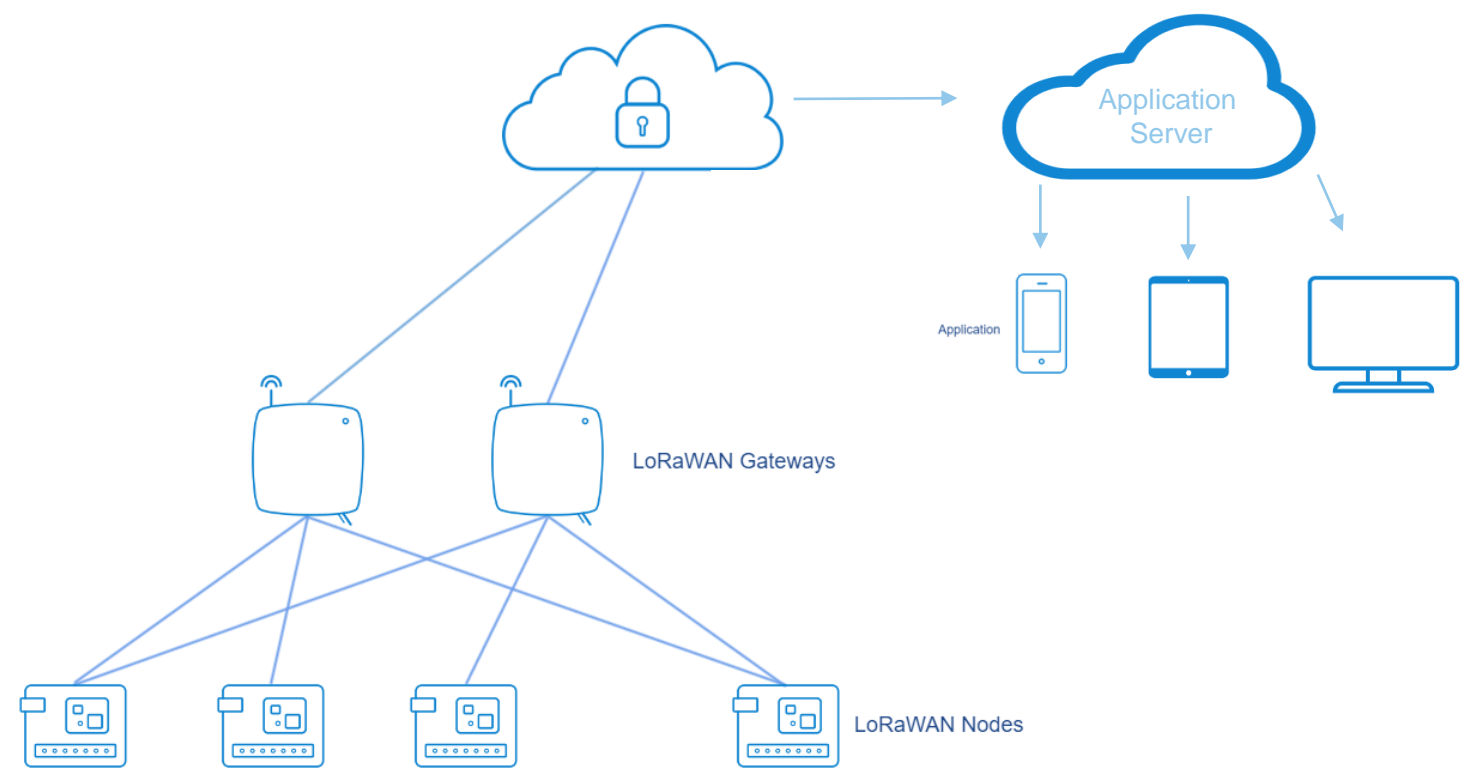 Application
Server
Application
LoRaWAN Gateways
LoRaWAN Nodes